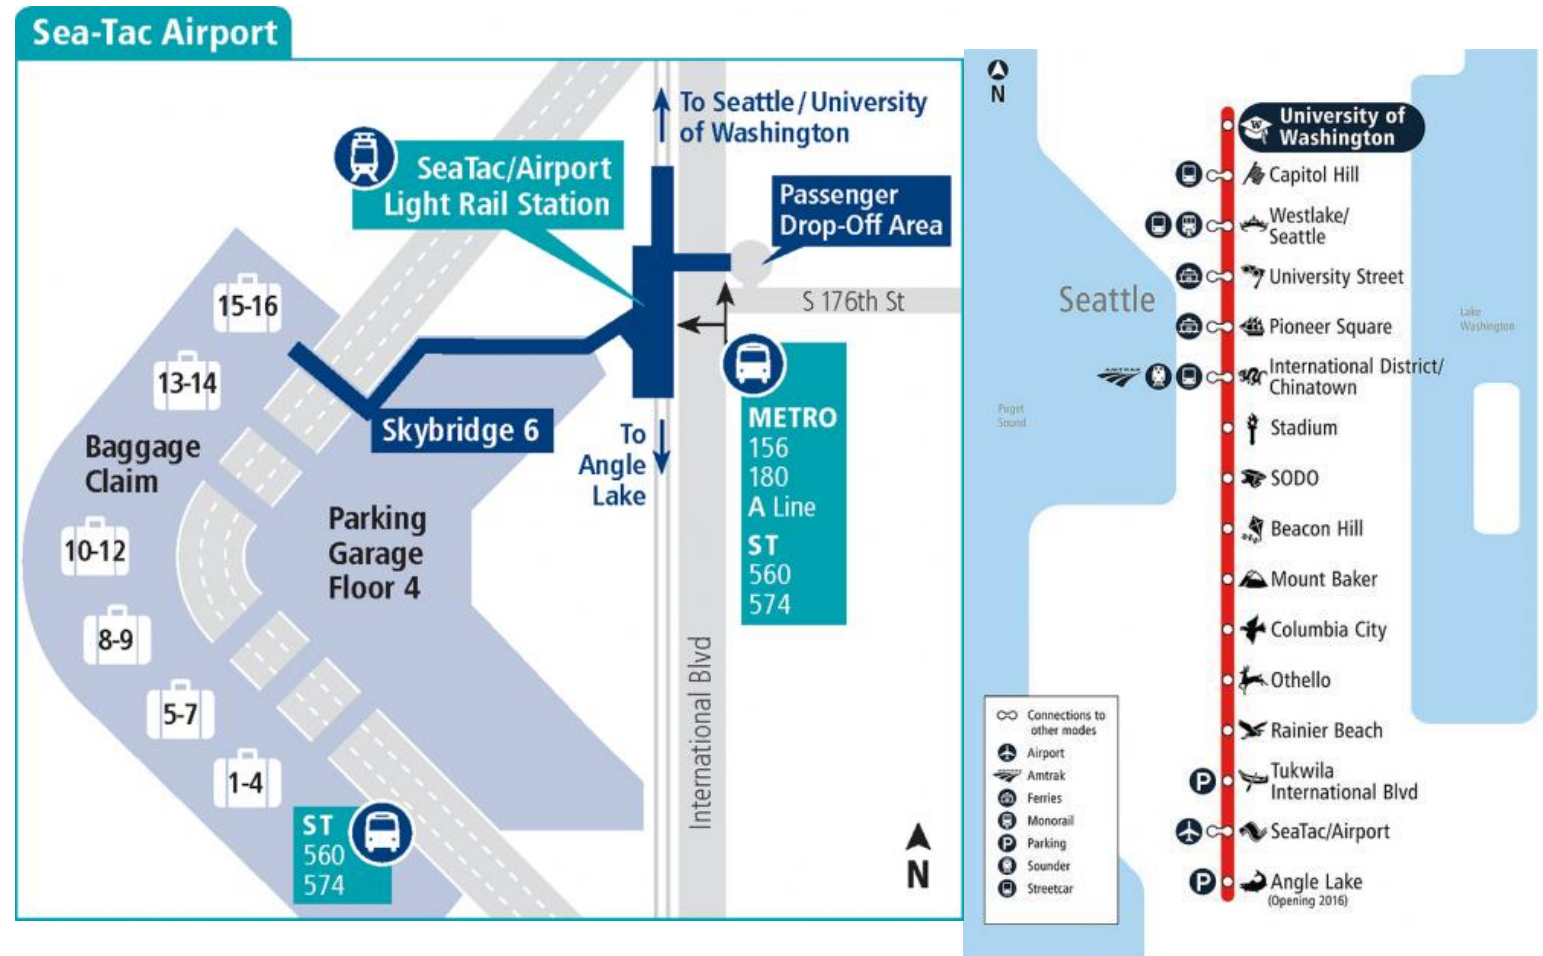 Sea-Tac Airport
To Seattle/University
of Washington
SeaTac/Airport
Light Rail Station
Passenger
Drop-Off Area
S 176th St
15-16
13-14
Baggage
Claim
10-12
8-9
5-7
1-4
Skybridge 6
Parking
Garage
Floor 4
To
Angle
Lake
METRO
156
180
A Line
ST
560
574
International Blvd
ST
560
574
N
N
University of
Washington
W
Capitol Hill
Westlake/
Seattle
University Street
Seattle
Pioneer Square
Lake
Washington
AMTRAK
International District/
Chinatown
Puget
Sound
Stadium
SODO
Beacon Hill
Mount Baker
Columbia City
Othello
Rainier Beach
P
Tukwila
International Blvd
SeaTac/Airport
P
Angle Lake
(Opening 2016)
Connections to
other modes
Airport
Amtrak
Ferries
Monorail
P Parking
Sounder
Streetcar